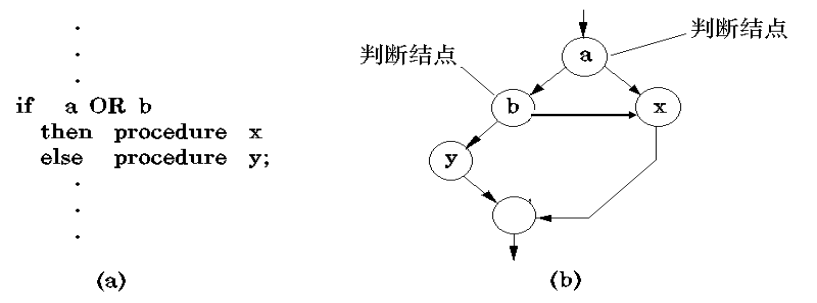 if a OR b
then procedure x
else procedure y;
(a)
判断结点
判断结点
a
b
x
y
(b)